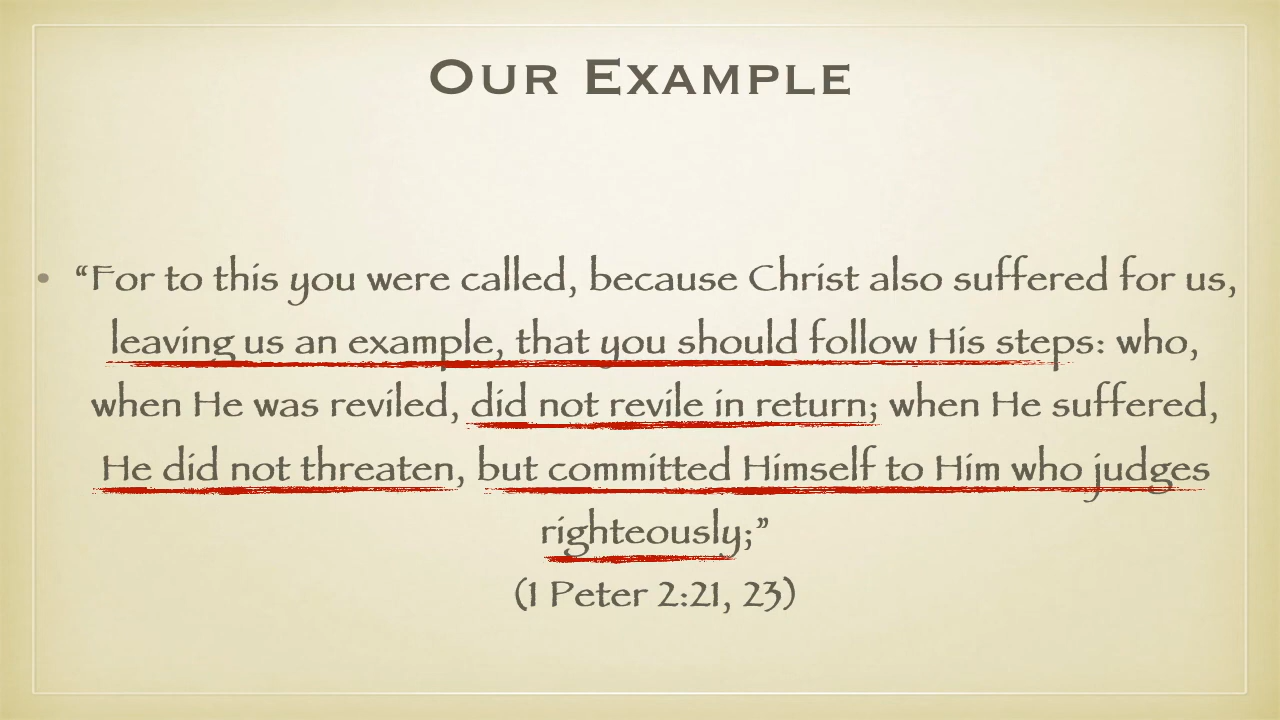 Our Example
• “For to this you were called, because Christ also suffered for us,
leaving us an example, that you should follow His steps: who,
when He was reviled, did not revile in return; when He suffered,
He did not threaten, but committed Himself to Him who judges
righteously;”
(1 Peter 2:21, 23)